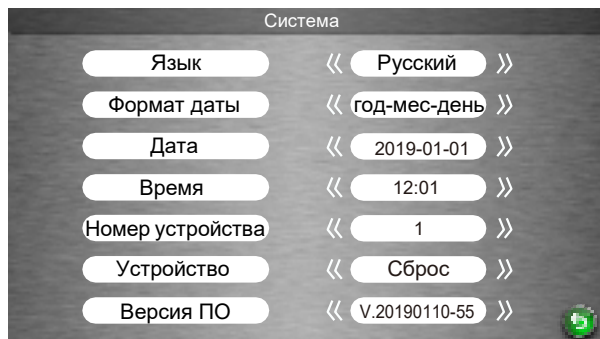 Система
Язык « Русский »
Формат даты « год-мес-день »
Дата « 2019-01-01 »
Время « 12:01 »
Номер устройства « 1 »
Устройство « Сброс »
Версия ПО « V.20190110-55 »